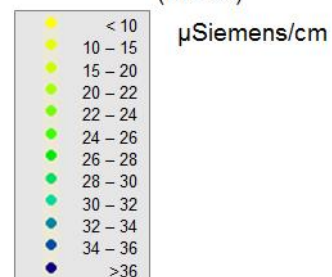 < 10
µSiemens/cm
10 – 15
15 – 20
20 – 22
22 – 24
24 – 26
26 – 28
28 – 30
30 – 32
32 – 34
34 – 36
>36